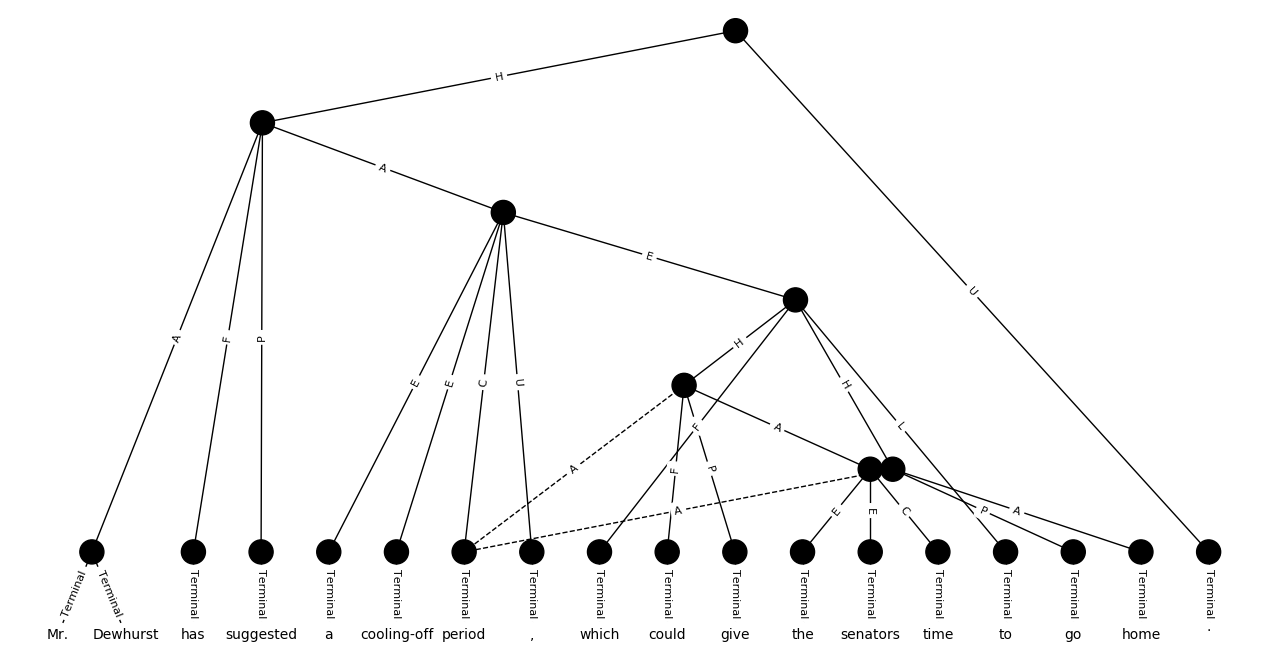 H
A
U
E
A
F
P
H
E
E
C
U
H
L
F
A
A
F
P
A
E
E
C
P
A
Terminal Terminal Terminal Terminal Terminal Terminal Terminal Terminal Terminal Terminal Terminal Terminal Terminal Terminal Terminal Terminal Terminal Terminal
Mr. Dewhurst has suggested a cooling-off period , which could give the senators time to go home .